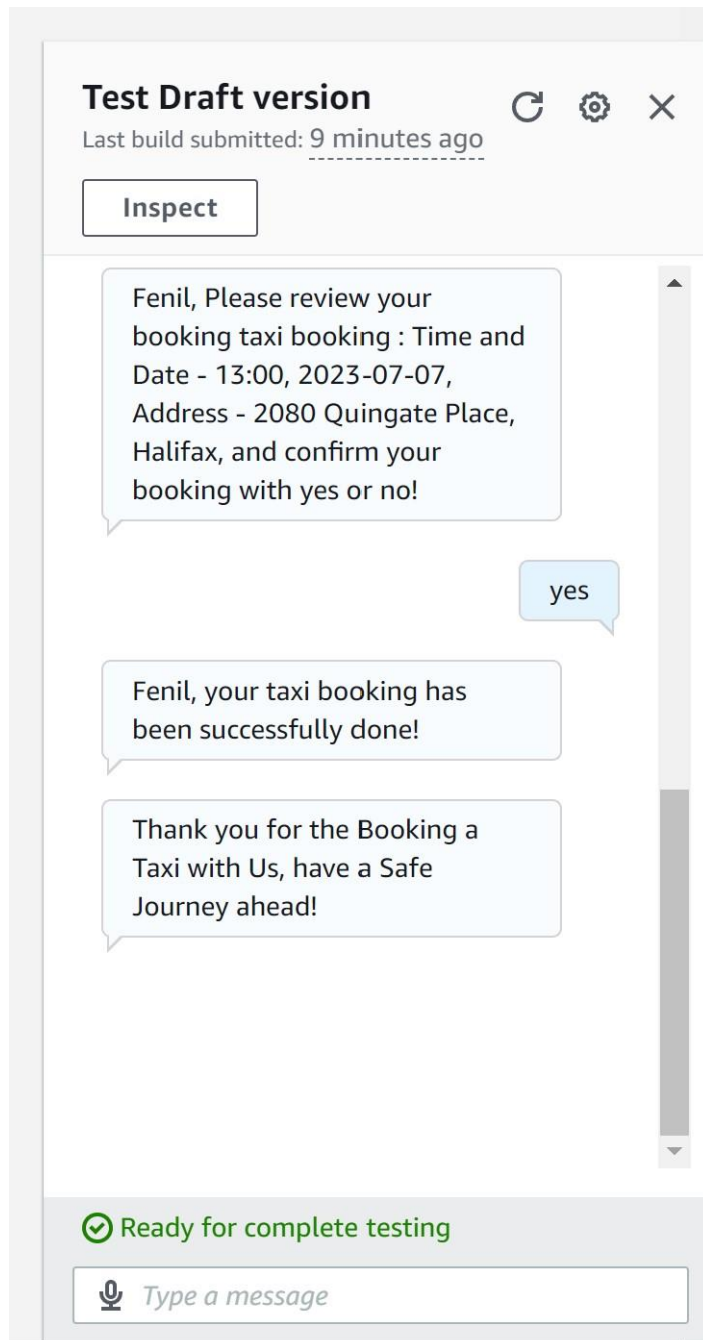 Test Draft version
Last build submitted: 9 minutes ago
Inspect
Fenil, Please review your
booking taxi booking : Time and
Date - 13:00, 2023-07-07,
Address - 2080 Quingate Place,
Halifax, and confirm your
booking with yes or no!
yes
Fenil, your taxi booking has
been successfully done!
Thank you for the Booking a
Taxi with Us, have a Safe
Journey ahead!
Ready for complete testing
Type a message